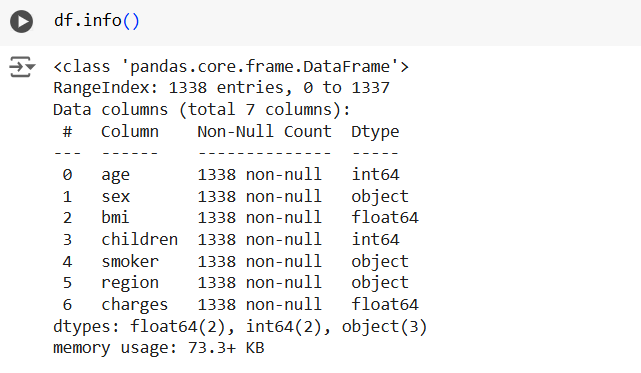 df.info()
<class 'pandas.core.frame.DataFrame'>
RangeIndex: 1338 entries, 0 to 1337
Data columns (total 7 columns):
 #   Column    Non-Null Count  Dtype
---  ------    --------------  -----
 0   age       1338 non-null   int64
 1   sex       1338 non-null   object
 2   bmi       1338 non-null   float64
 3   children  1338 non-null   int64
 4   smoker    1338 non-null   object
 5   region    1338 non-null   object
 6   charges   1338 non-null   float64
dtypes: float64(2), int64(2), object(3)
memory usage: 73.3+ KB